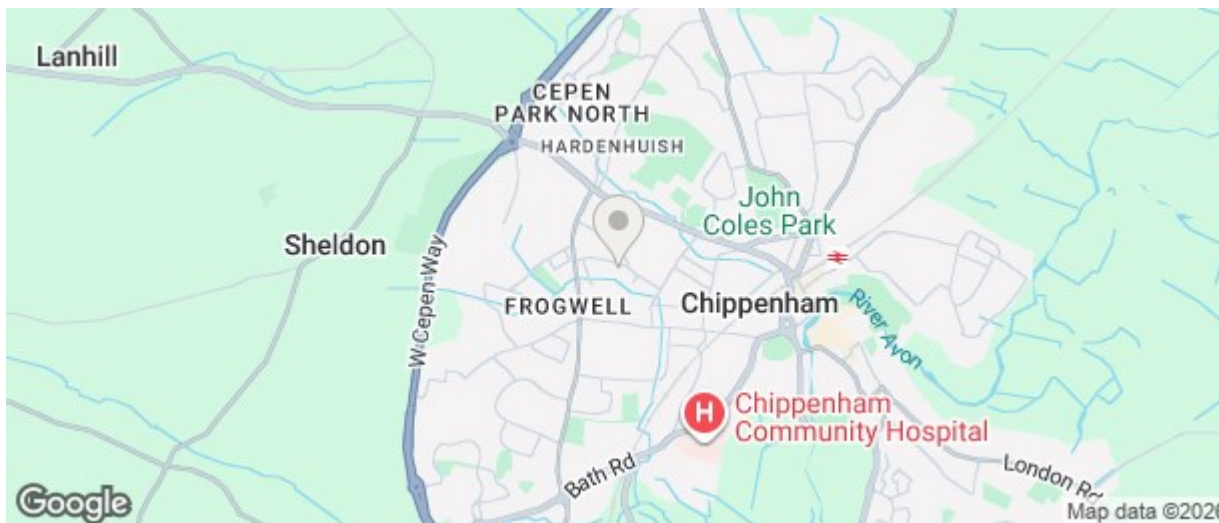 Lanhill
CEPEN
PARK NORTH
HARDENHUISH
John
Coles Park
Sheldon
W Cepen Way
FROGWELL
Chippenham
River Avon
H
Chippenham
Community Hospital
Bath Rd
London Rd
Google
Map data ©2026